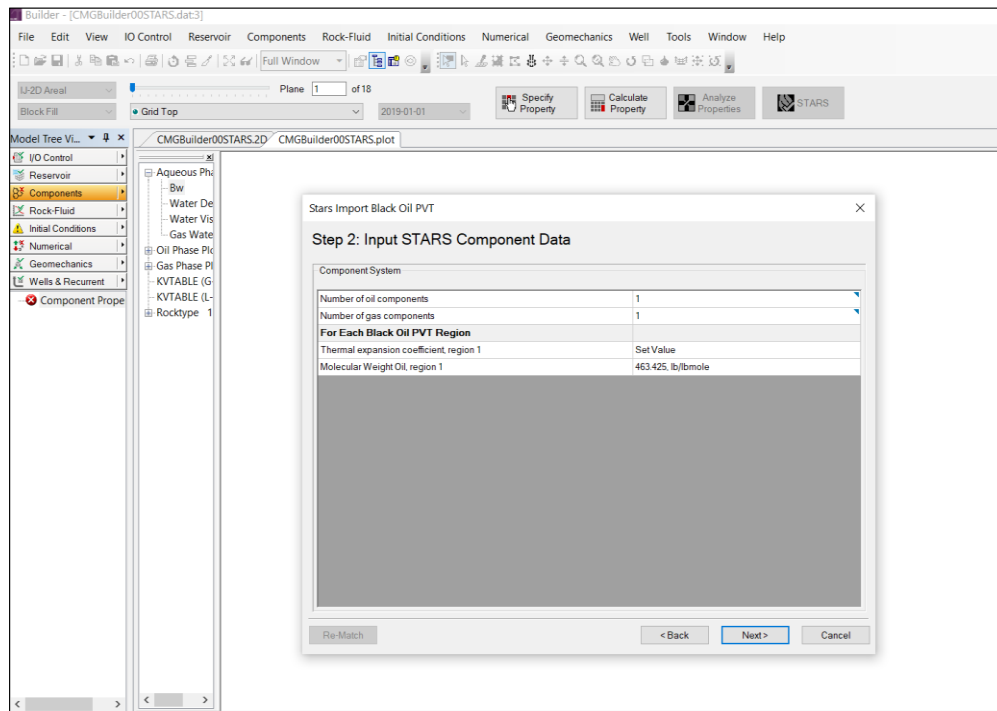 Builder - [CMGBuilder00STARS.dat:3]
File Edit View IO Control Reservoir Components Rock-Fluid Initial Conditions Numerical Geomechanics Well Tools Window Help
Full Window
IJ-2D Areal Plane 1 of 18
Block Fill Grid Top 2019-01-01
Specify Property
Calculate Property
Analyze Properties
STARS
Model Tree Vi...
CMGBuilder00STARS.2D CMGBuilder00STARS.plot
I/O Control
Reservoir
Components
Rock-Fluid
Initial Conditions
Numerical
Geomechanics
Wells & Recurrent
Component Prope
Aqueous Pha
Bw
Water De
Water Vis
Gas Wate
Oil Phase Plo
Gas Phase Pl
KVTABLE (G-
KVTABLE (L-
Rocktype 1
Stars Import Black Oil PVT
Step 2: Input STARS Component Data
Component System
Number of oil components 1
Number of gas components 1
For Each Black Oil PVT Region
Thermal expansion coefficient, region 1 Set Value
Molecular Weight Oil, region 1 463.425, lb/lbmole
Re-Match < Back Next > Cancel